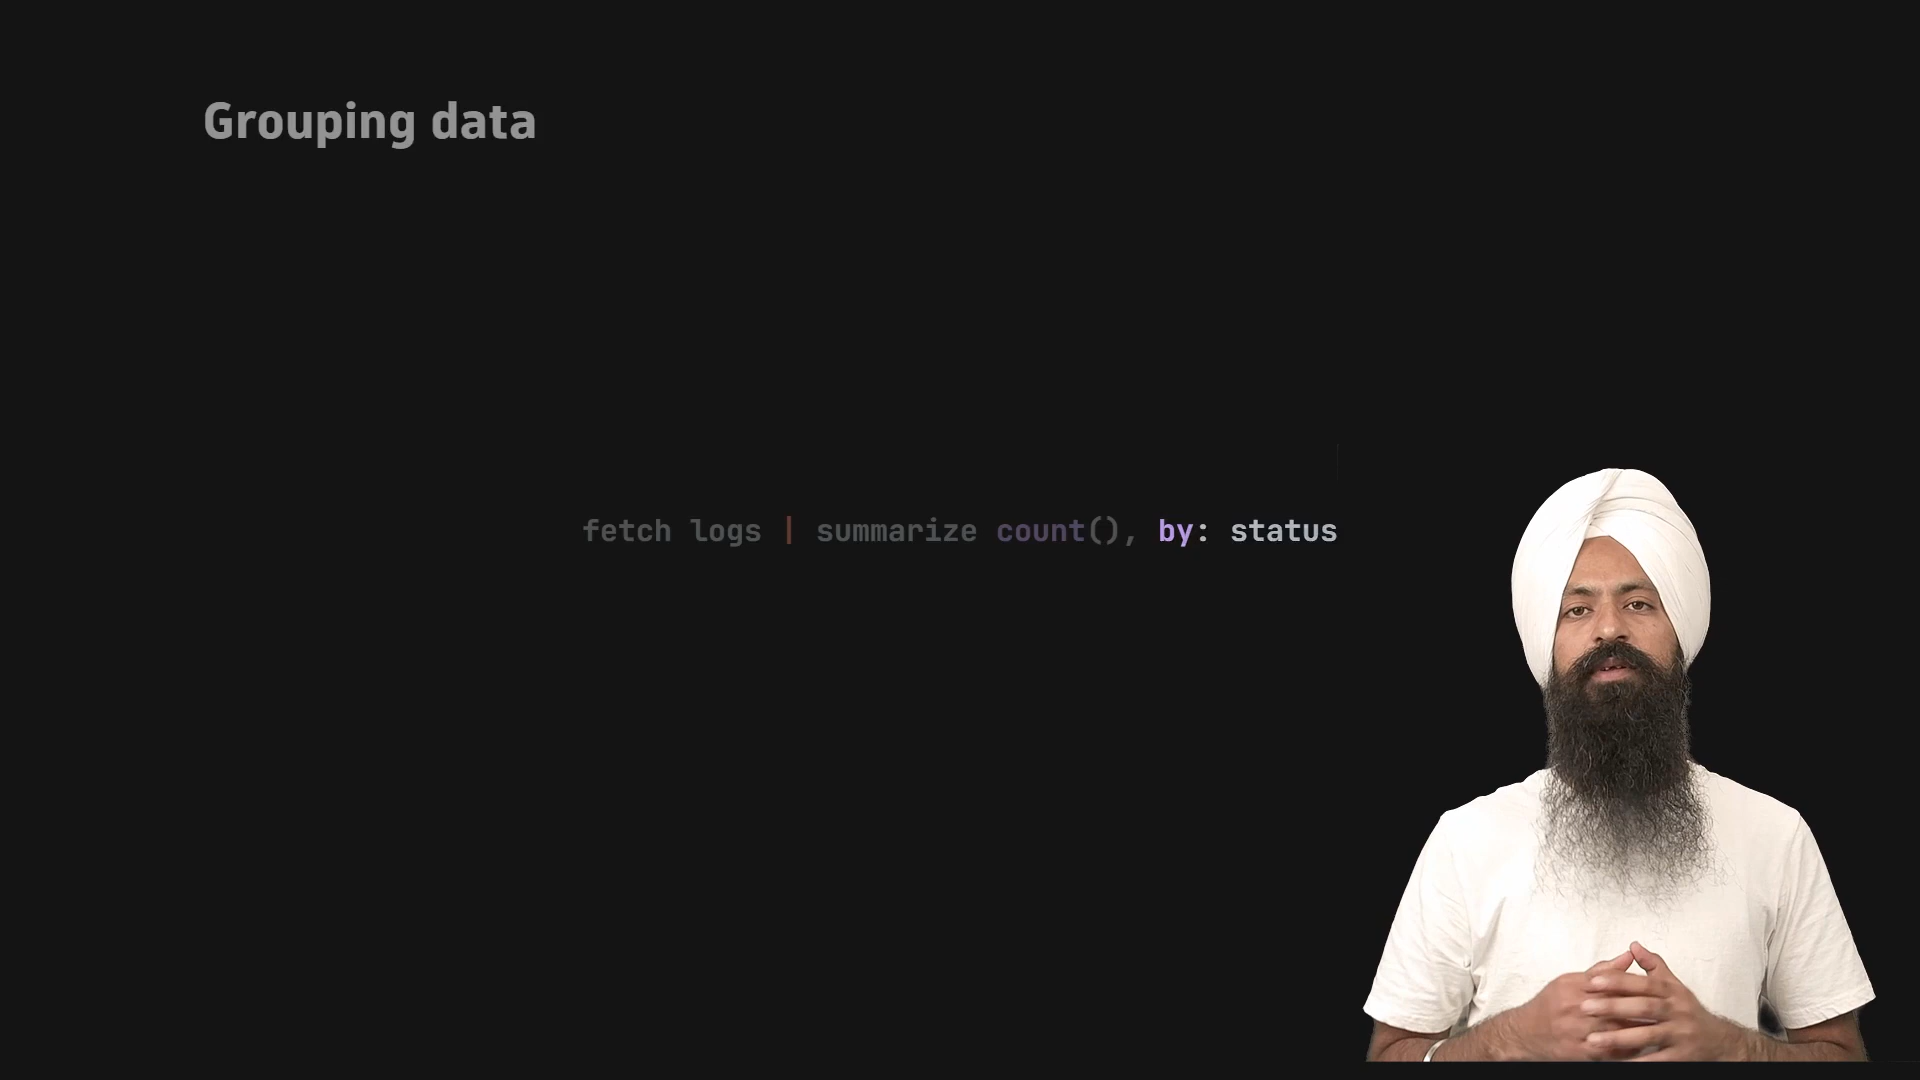 Grouping data
fetch logs | summarize count(), by: status